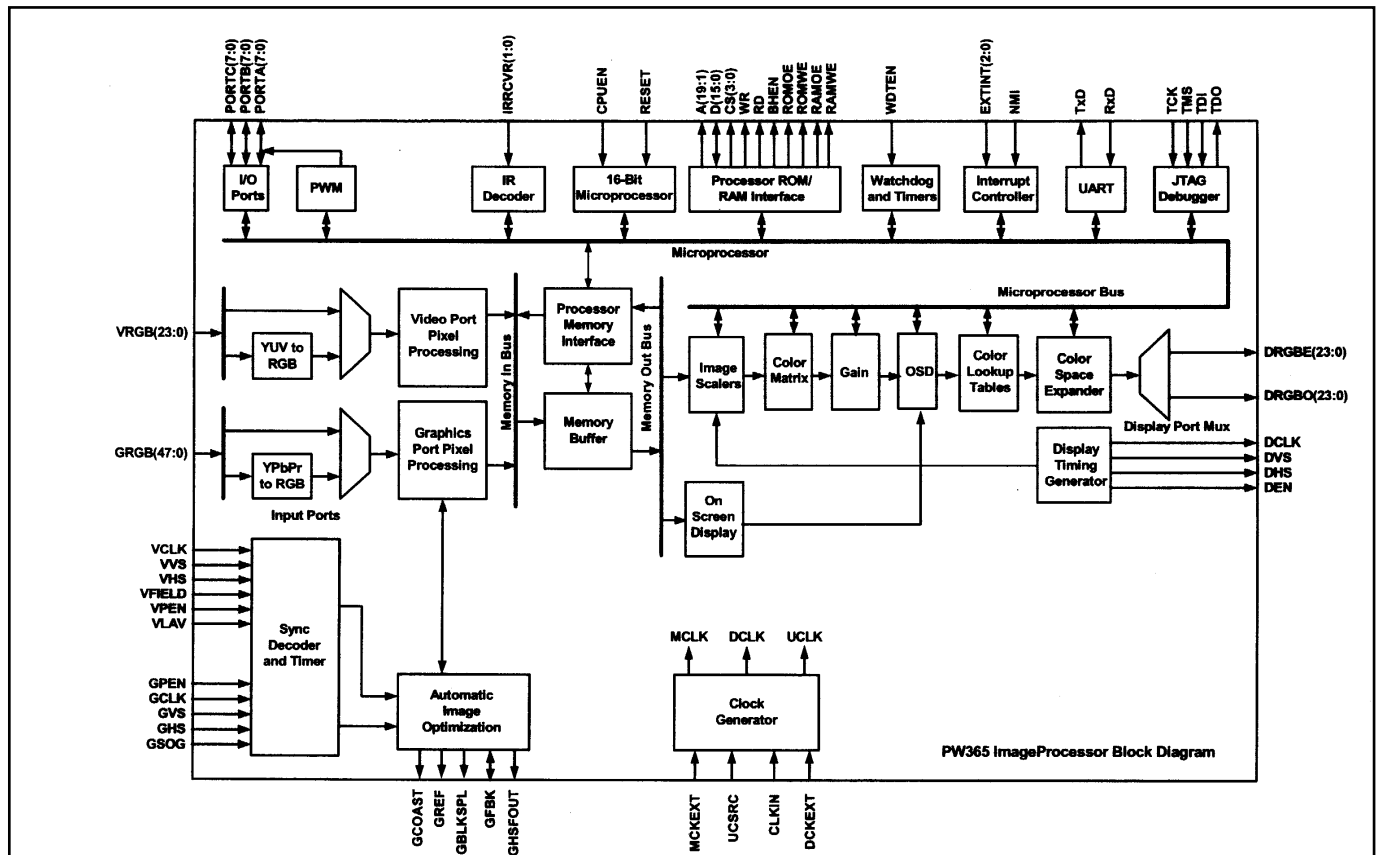 PORTC(7:0)
PORTB(7:0)
PORTA(7:0)
IRRCVR(1:0)
CPUEN
RESET
A(19:1)
D(15:0)
CS(3:0)
WR
RD
BHEN
ROMOE
ROMWE
RAMOE
RAMWE
WDTEN
EXTINT(2:0)
NMI
TxD
RxD
TCK
TMS
TDI
TDO
I/O
Ports
PWM
IR
Decoder
16-Bit
Microprocessor
Processor ROM/
RAM Interface
Watchdog
and Timers
Interrupt
Controller
UART
JTAG
Debugger
Microprocessor
Microprocessor Bus
VRGB(23:0)
YUV to
RGB
Video Port
Pixel
Processing
Memory In Bus
Processor
Memory
Interface
Memory Out Bus
Image
Scalers
Color
Matrix
Gain
OSD
Color
Lookup
Tables
Color
Space
Expander
DRGBE(23:0)
DRGBO(23:0)
Display Port Mux
GRGB(47:0)
YPbPr
to RGB
Graphics
Port Pixel
Processing
Memory
Buffer
Input Ports
On
Screen
Display
Display
Timing
Generator
DCLK
DVS
DHS
DEN
VCLK
VVS
VHS
VFIELD
VPEN
VLAV
GPEN
GCLK
GVS
GHS
GSOG
Sync
Decoder
and Timer
Automatic
Image
Optimization
GCOAST
GREF
GBLKSPL
GFBK
GHSFOUT
MCLK
DCLK
UCLK
Clock
Generator
MCKEXT
UCSRC
CLKIN
DCKEXT
PW365 ImageProcessor Block Diagram